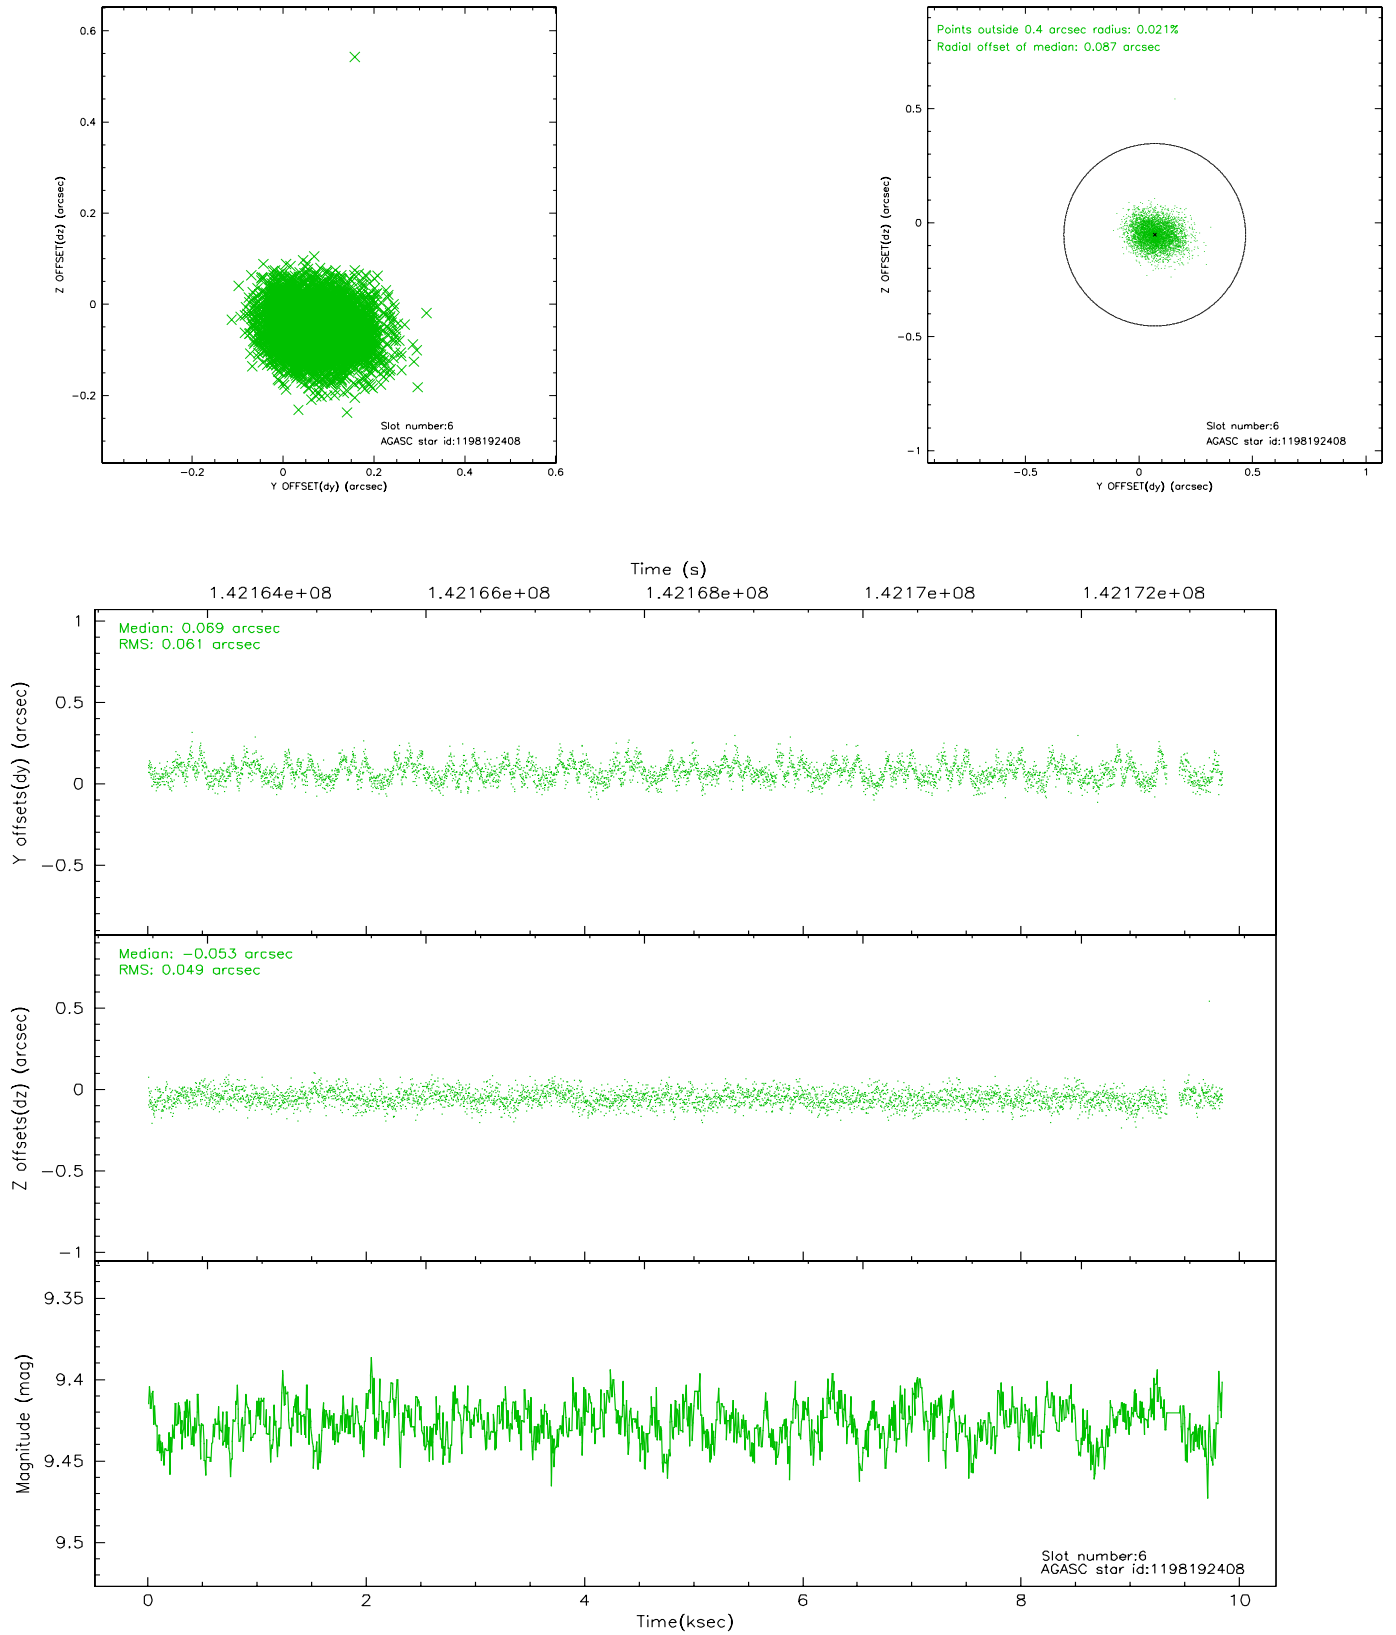 0.6
0.4
0.2
0
−0.2
Z OFFSET(dz) (arcsec)
Slot number:6
AGASC star id:1198192408
−0.2 0 0.2 0.4 0.6
Y OFFSET(dy) (arcsec)
Points outside 0.4 arcsec radius: 0.021%
Radial offset of median: 0.087 arcsec
0.5
0
−0.5
−1
Z OFFSET(dz) (arcsec)
Slot number:6
AGASC star id:1198192408
−0.5 0 0.5 1
Y OFFSET(dy) (arcsec)
Time (s)
1.42164e+08 1.42166e+08 1.42168e+08 1.4217e+08 1.42172e+08
Median: 0.069 arcsec
RMS: 0.061 arcsec
1
0.5
0
−0.5
Y offsets(dy) (arcsec)
Median: −0.053 arcsec
RMS: 0.049 arcsec
0.5
0
−0.5
−1
Z offsets(dz) (arcsec)
9.35
9.4
9.45
9.5
Magnitude (mag)
Slot number:6
AGASC star id:1198192408
0 2 4 6 8 10
Time(ksec)